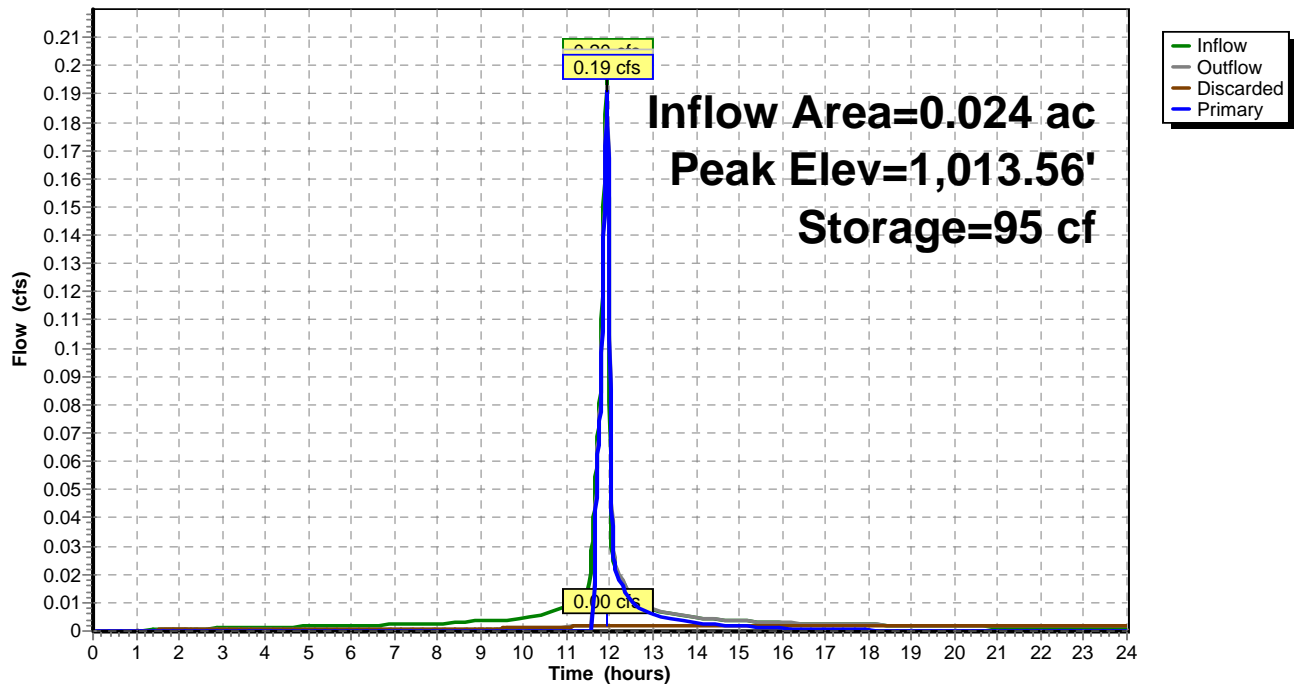 0.19 cfs
Inflow Area=0.024 ac
Peak Elev=1,013.56'
Storage=95 cf
0.00 cfs
Inflow
Outflow
Discarded
Primary
Flow (cfs)
0.21
0.2
0.19
0.18
0.17
0.16
0.15
0.14
0.13
0.12
0.11
0.1
0.09
0.08
0.07
0.06
0.05
0.04
0.03
0.02
0.01
0
0 1 2 3 4 5 6 7 8 9 10 11 12 13 14 15 16 17 18 19 20 21 22 23 24
Time (hours)